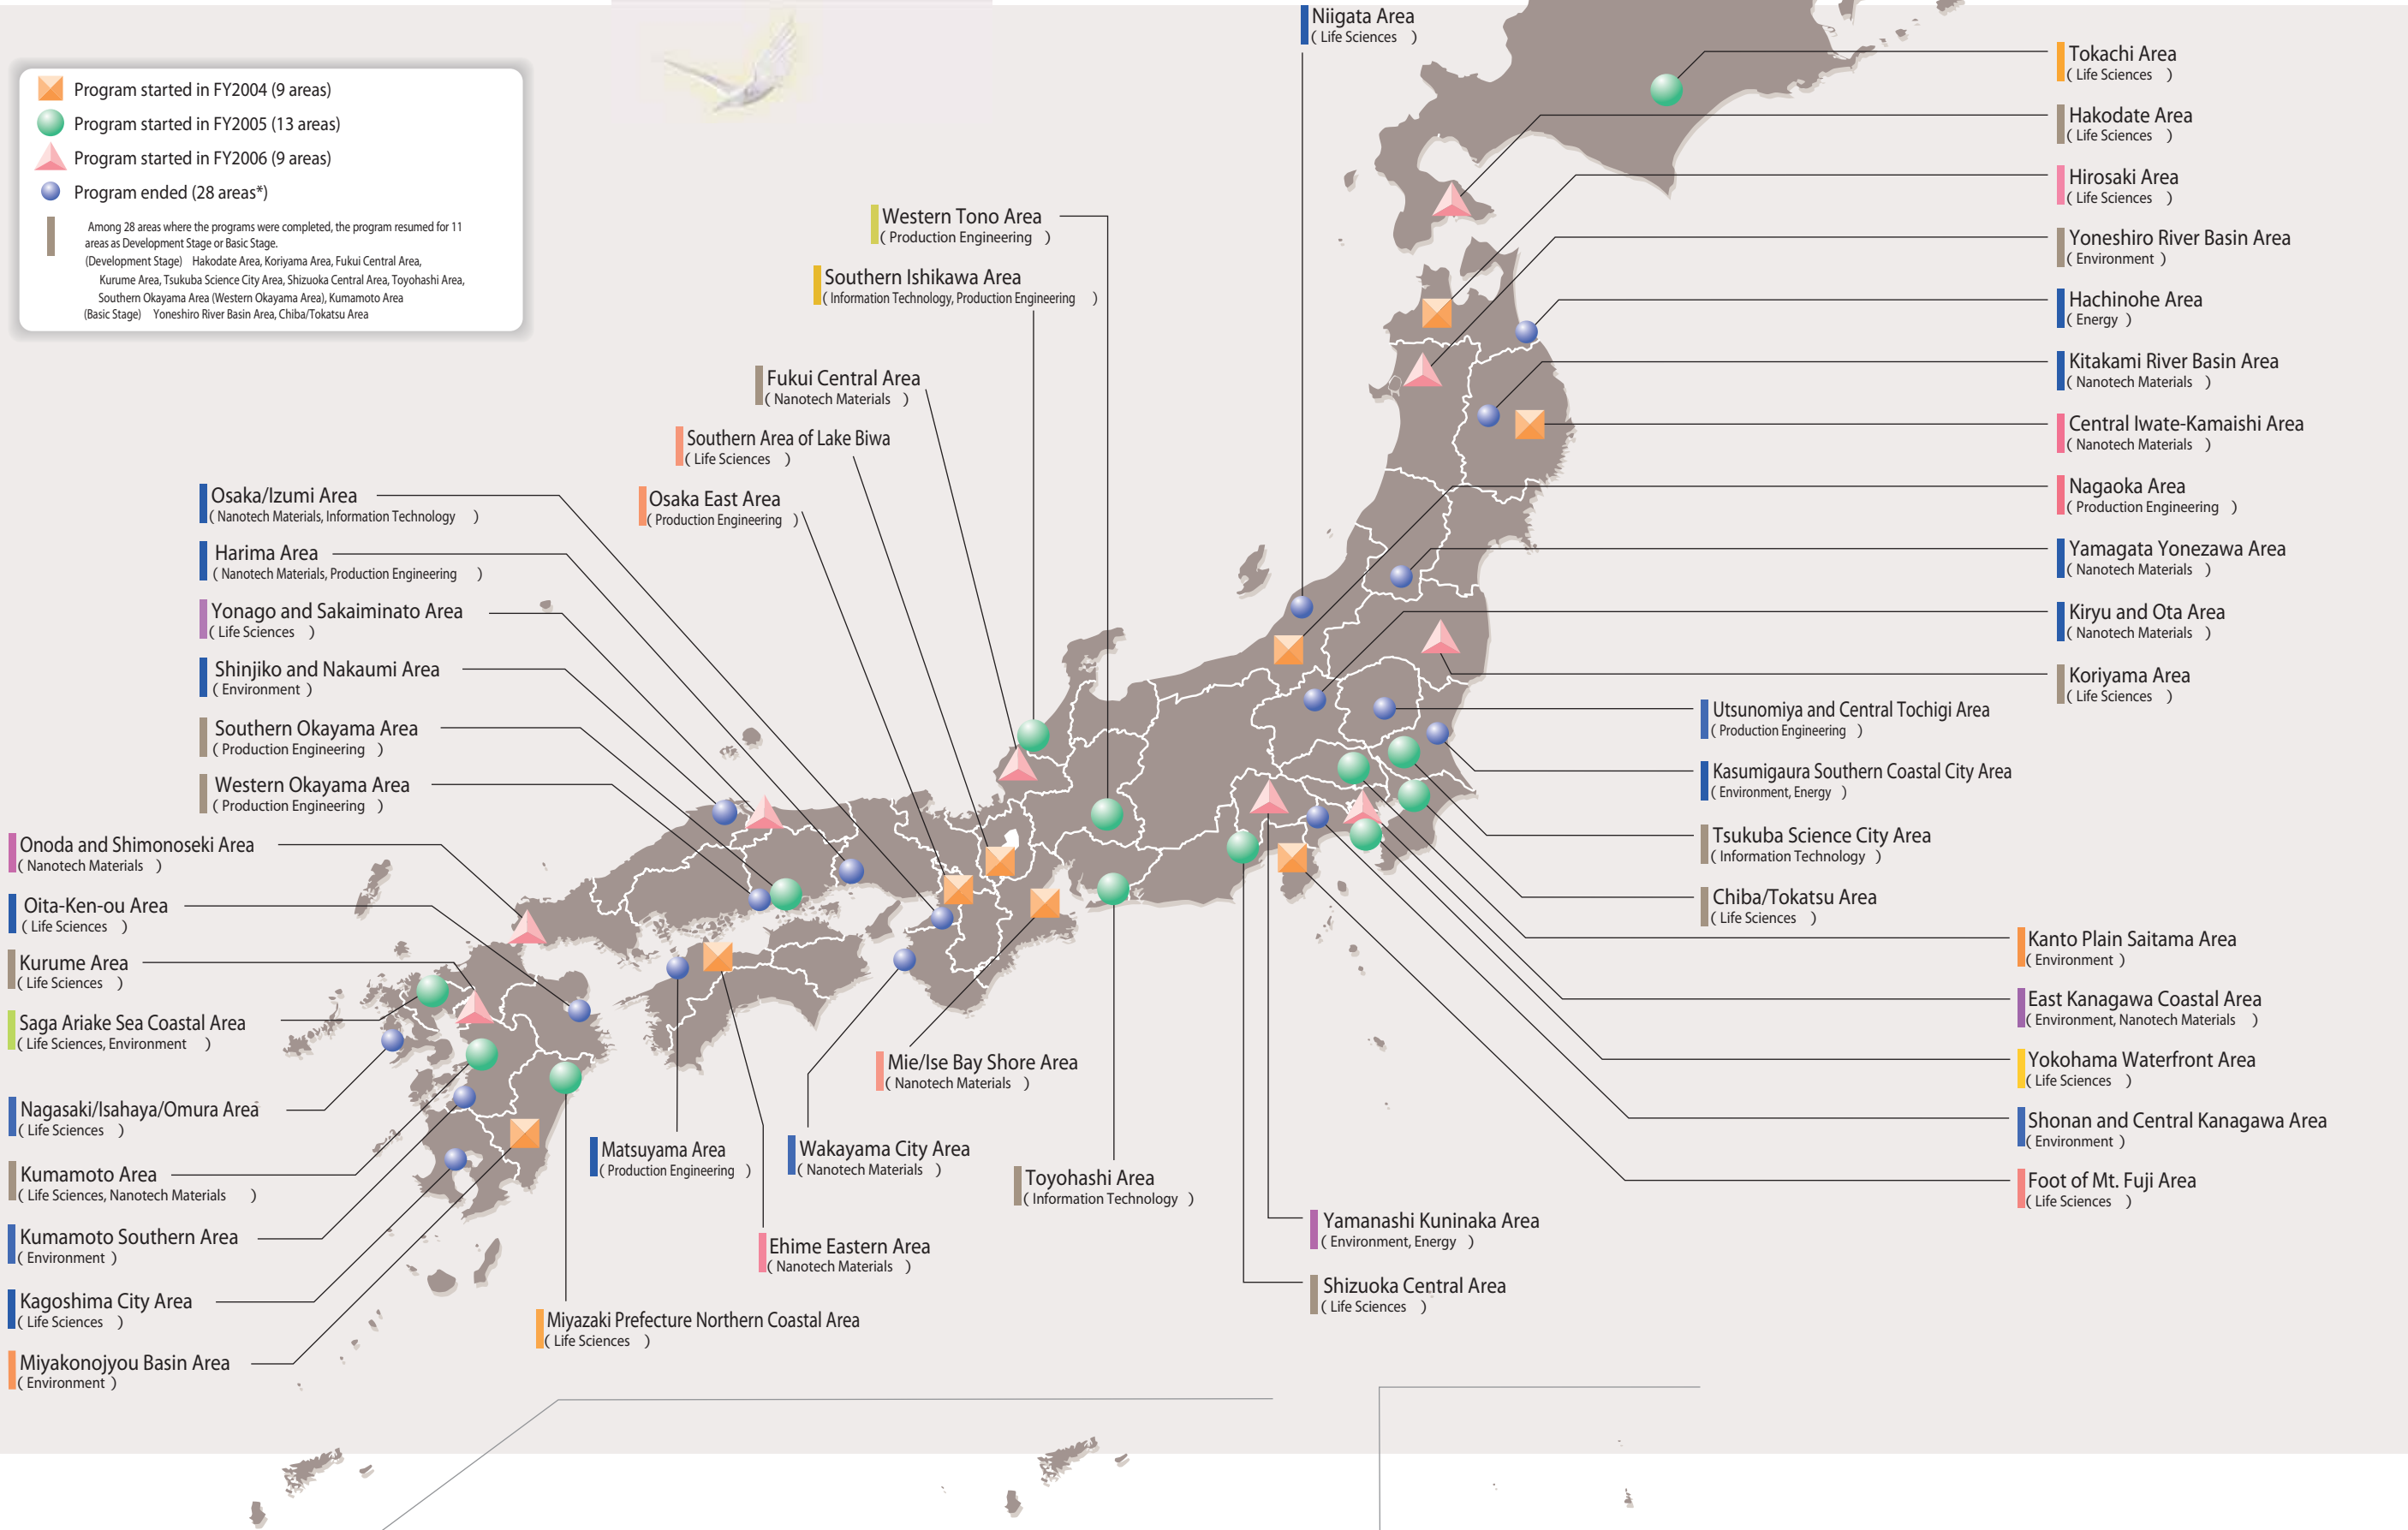 Program started in FY2004 (9 areas)
Program started in FY2005 (13 areas)
Program started in FY2006 (9 areas)
Program ended (28 areas*)
Among 28 areas where the programs were completed, the program resumed for 11
areas as Development Stage or Basic Stage.
(Development Stage) Hakodate Area, Koriyama Area, Fukui Central Area,
Kurume Area, Tsukuba Science City Area, Shizuoka Central Area, Toyohashi Area,
Southern Okayama Area (Western Okayama Area), Kumamoto Area
(Basic Stage) Yoneshiro River Basin Area, Chiba/Tokatsu Area
Niigata Area
( Life Sciences )
Western Tono Area
( Production Engineering )
Southern Ishikawa Area
( Information Technology, Production Engineering )
Fukui Central Area
( Nanotech Materials )
Southern Area of Lake Biwa
( Life Sciences )
Osaka East Area
( Production Engineering )
Osaka/Izumi Area
( Nanotech Materials, Information Technology )
Harima Area
( Nanotech Materials, Production Engineering )
Yonago and Sakaiminato Area
( Life Sciences )
Shinjiko and Nakaumi Area
( Environment )
Southern Okayama Area
( Production Engineering )
Western Okayama Area
( Production Engineering )
Onoda and Shimonoseki Area
( Nanotech Materials )
Oita-Ken-ou Area
( Life Sciences )
Kurume Area
( Life Sciences )
Saga Ariake Sea Coastal Area
( Life Sciences, Environment )
Nagasaki/Isahaya/Omura Area
( Life Sciences )
Kumamoto Area
( Life Sciences, Nanotech Materials )
Kumamoto Southern Area
( Environment )
Kagoshima City Area
( Life Sciences )
Miyakonojyou Basin Area
( Environment )
Miyazaki Prefecture Northern Coastal Area
( Life Sciences )
Matsuyama Area
( Production Engineering )
Ehime Eastern Area
( Nanotech Materials )
Wakayama City Area
( Nanotech Materials )
Mie/Ise Bay Shore Area
( Nanotech Materials )
Toyohashi Area
( Information Technology )
Yamanashi Kuninaka Area
( Environment, Energy )
Shizuoka Central Area
( Life Sciences )
Tokachi Area
( Life Sciences )
Hakodate Area
( Life Sciences )
Hirosaki Area
( Life Sciences )
Yoneshiro River Basin Area
( Environment )
Hachinohe Area
( Energy )
Kitakami River Basin Area
( Nanotech Materials )
Central Iwate-Kamaishi Area
( Nanotech Materials )
Nagaoka Area
( Production Engineering )
Yamagata Yonezawa Area
( Nanotech Materials )
Kiryu and Ota Area
( Nanotech Materials )
Koriyama Area
( Life Sciences )
Utsunomiya and Central Tochigi Area
( Production Engineering )
Kasumigaura Southern Coastal City Area
( Environment, Energy )
Tsukuba Science City Area
( Information Technology )
Chiba/Tokatsu Area
( Life Sciences )
Kanto Plain Saitama Area
( Environment )
East Kanagawa Coastal Area
( Environment, Nanotech Materials )
Yokohama Waterfront Area
( Life Sciences )
Shonan and Central Kanagawa Area
( Environment )
Foot of Mt. Fuji Area
( Life Sciences )